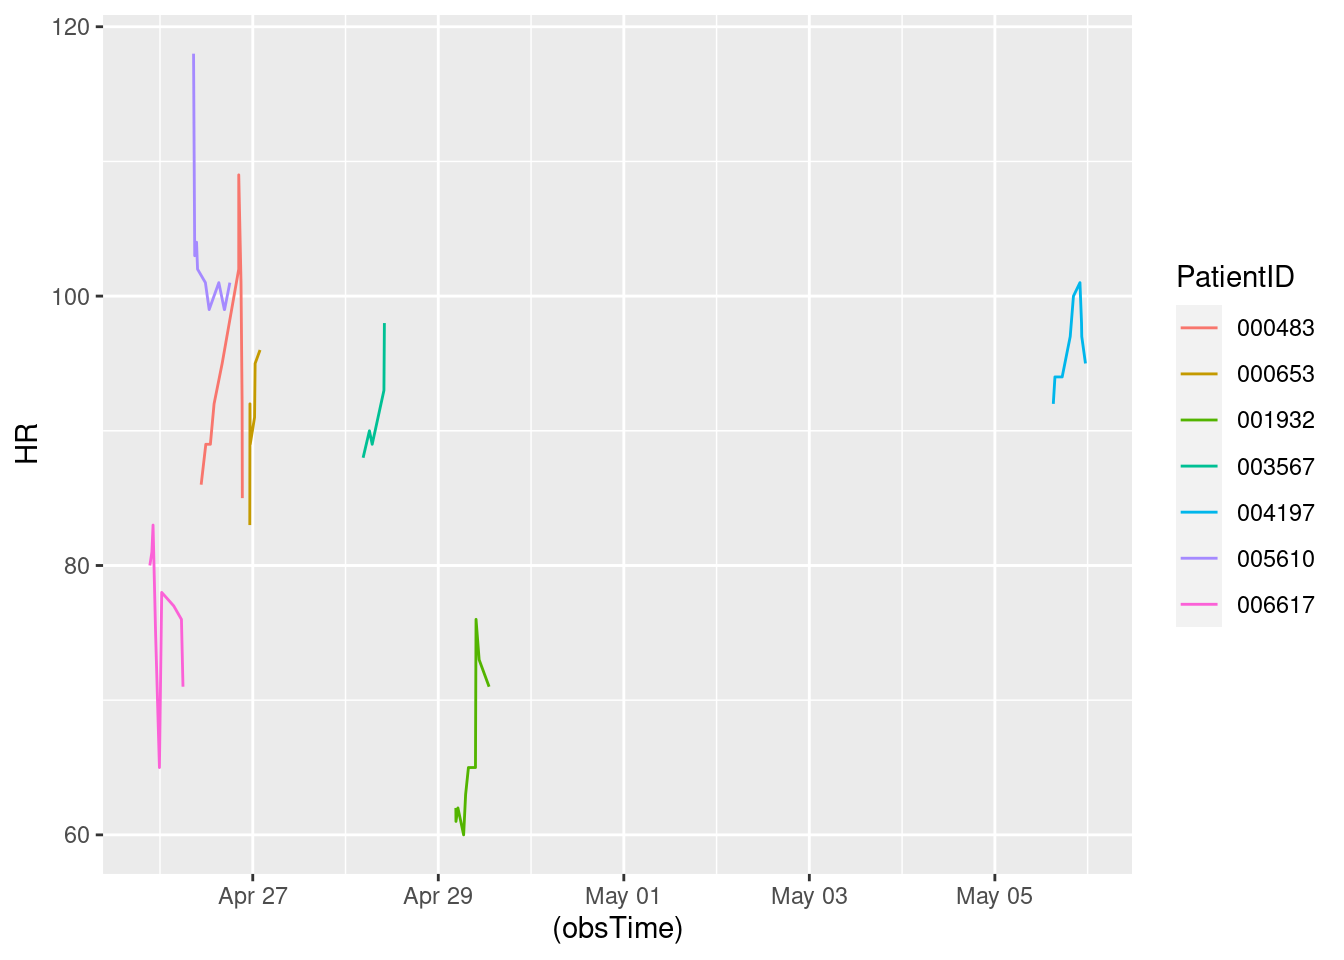 120
100
80
60
HR
Apr 27
Apr 29
May 01
May 03
May 05
(obsTime)
PatientID
000483
000653
001932
003567
004197
005610
006617